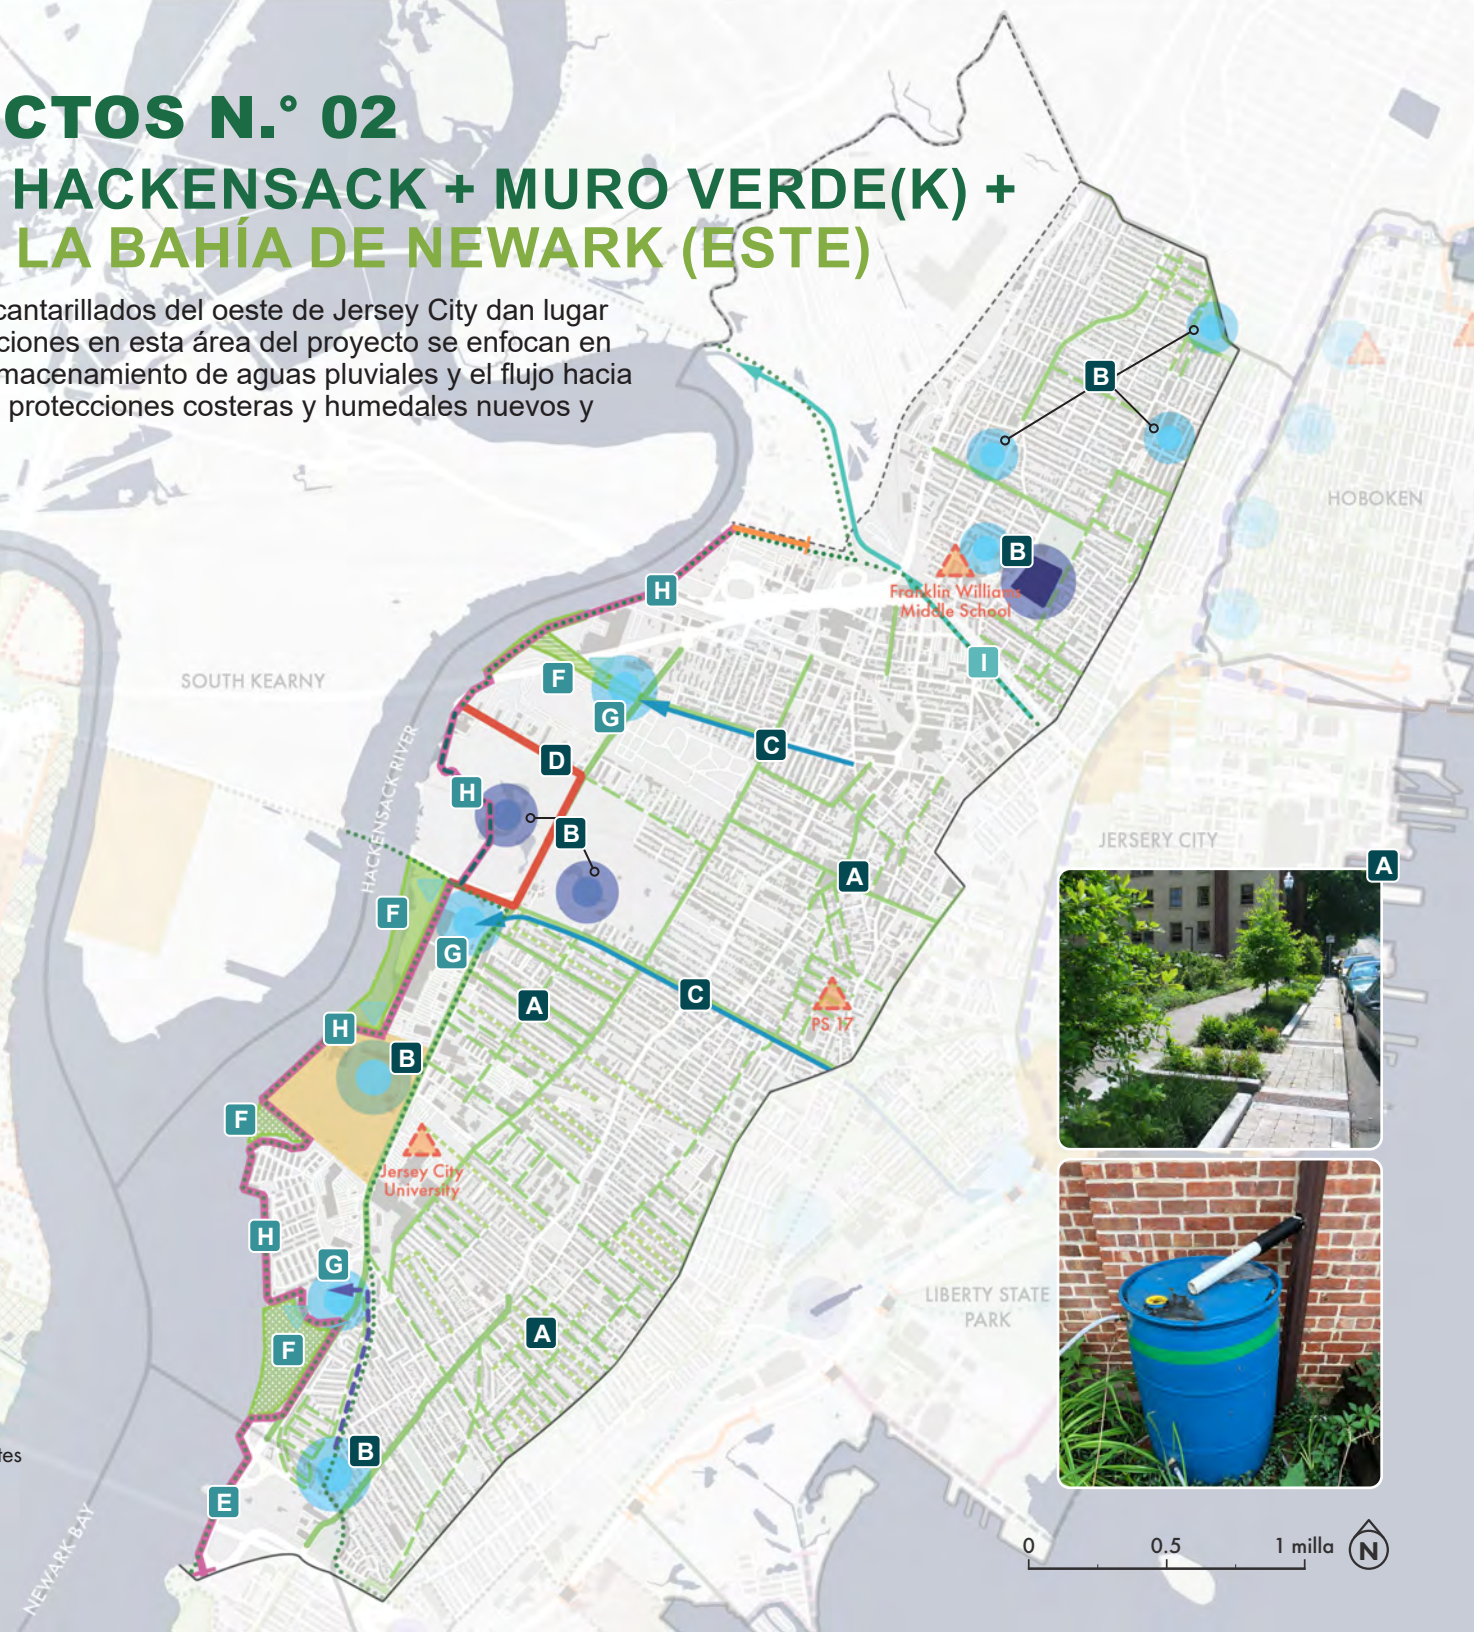 CTOS N.° 02
HACKENSACK + MURO VERDE(K) +
LA BAHÍA DE NEWARK (ESTE)
cantarillados del oeste de Jersey City dan lugar
ciones en esta área del proyecto se enfocan en
macenamiento de aguas pluviales y el flujo hacia
protecciones costeras y humedales nuevos y
B
HOBOKEN
B
Franklin Williams
Middle School
H
I
F
SOUTH KEARNY
G
C
D
HACKENSACK RIVER
H
B
JERSERY CITY
A
A
F
G
C
A
PS 17
H
B
F
Jersey City
University
H
G
LIBERTY STATE
PARK
A
F
B
tes
E
NEWARK BAY
0 0.5 1 milla N